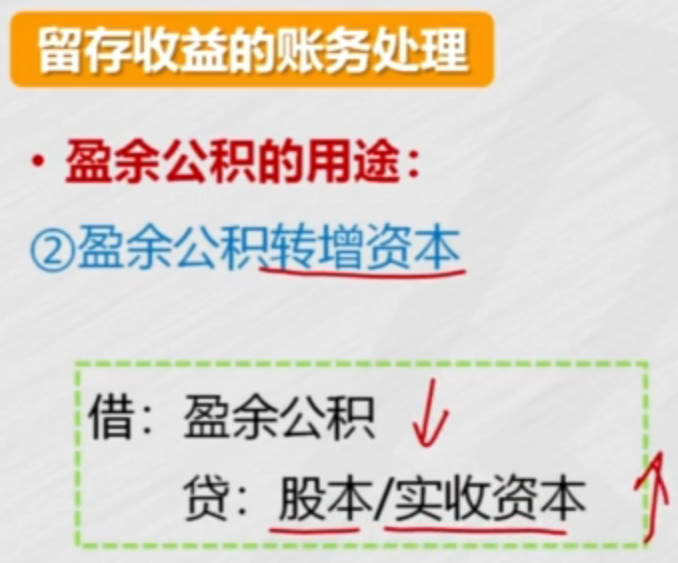 留存收益的账务处理
• 盈余公积的用途：
②盈余公积转增资本
借：盈余公积
贷：股本/实收资本